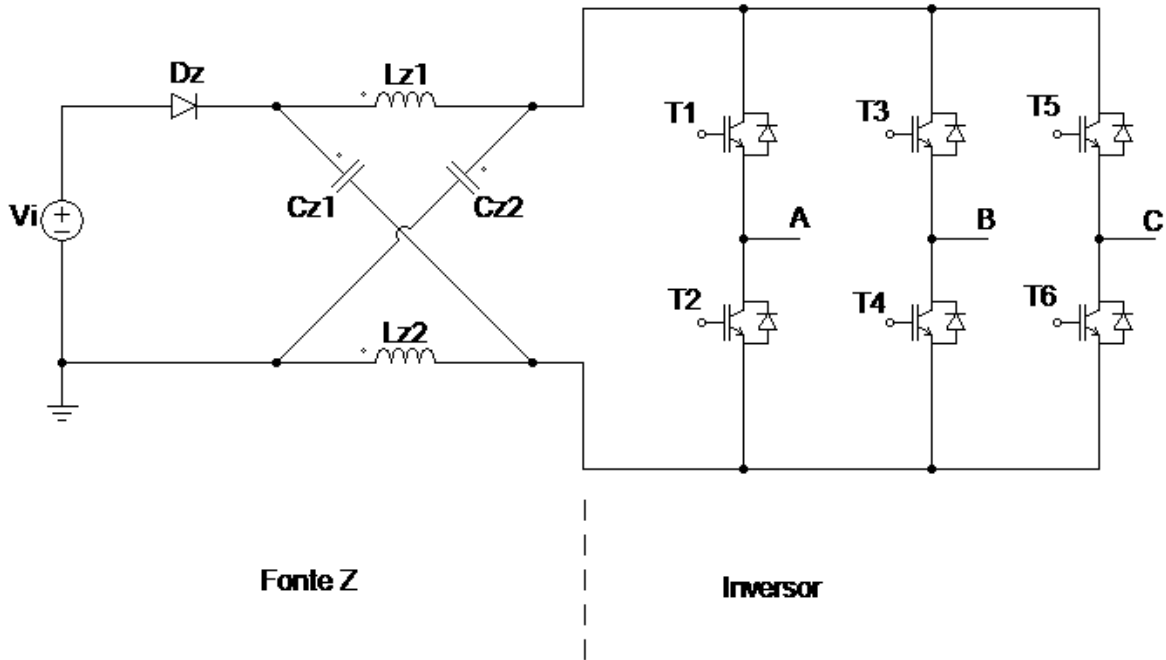 Dz
Lz1
T1
T3
T5
Cz1
Cz2
Vi
A
B
C
T2
T4
T6
Lz2
Fonte Z
Inversor